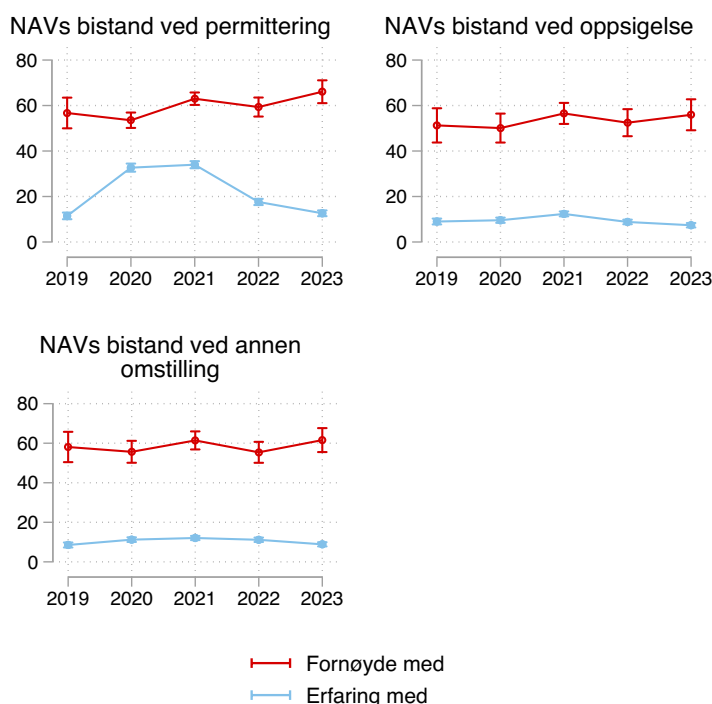 NAVs bistand ved permittering
80
60
40
20
0
2019 2020 2021 2022 2023
NAVs bistand ved oppsigelse
80
60
40
20
0
2019 2020 2021 2022 2023
NAVs bistand ved annen
omstilling
80
60
40
20
0
2019 2020 2021 2022 2023
Fornøyde med
Erfaring med